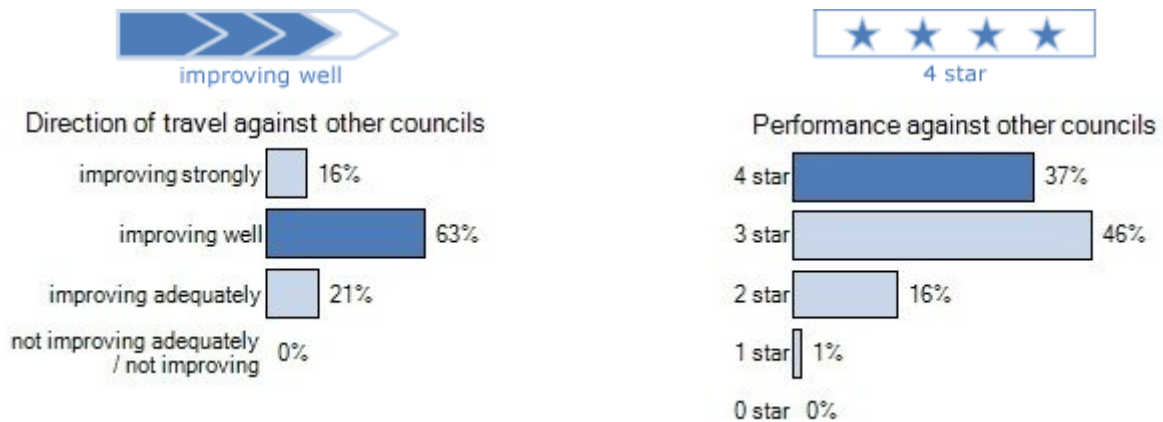 improving well
4 star
Direction of travel against other councils
improving strongly 16%
improving well 63%
improving adequately 21%
not improving adequately
/ not improving 0%
Performance against other councils
4 star 37%
3 star 46%
2 star 16%
1 star 1%
0 star 0%